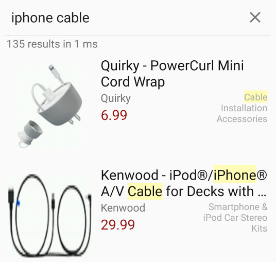 iphone cable
135 results in 1 ms
Quirky - PowerCurl Mini
Cord Wrap
Quirky
Cable
Installation
Accessories
6.99
Kenwood - iPod®/iPhone®
A/V Cable for Decks with ...
Kenwood
Smartphone &
iPod Car Stereo
Kits
29.99